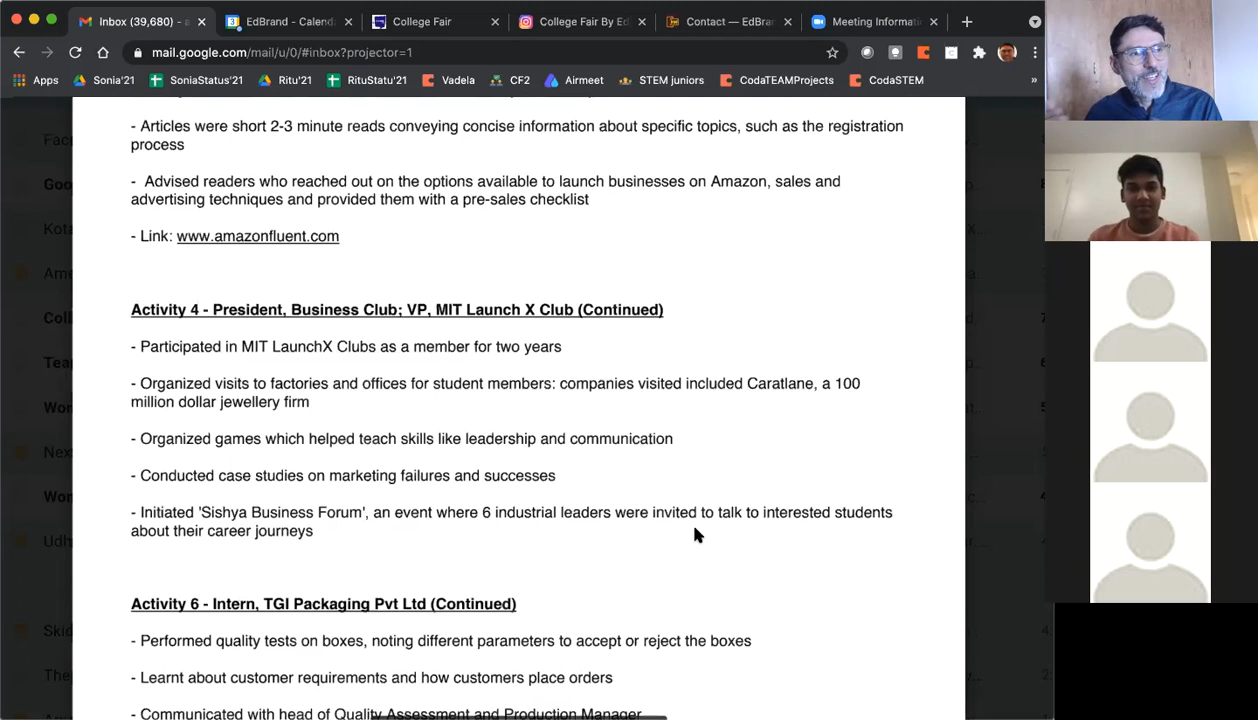 Inbox (39,680) - a
EdBrand - Calend
College Fair
College Fair By Ed
Contact — EdBra
Meeting Informati
mail.google.com/mail/u/0/#inbox?projector=1
Apps
Sonia'21
SoniaStatus'21
Ritu'21
RituStatu'21
Vadela
CF2
Airmeet
STEM juniors
CodaTEAMProjects
CodaSTEM
»
- Articles were short 2-3 minute reads conveying concise information about specific topics, such as the registration
process
- Advised readers who reached out on the options available to launch businesses on Amazon, sales and
advertising techniques and provided them with a pre-sales checklist
- Link: www.amazonfluent.com
Activity 4 - President, Business Club; VP, MIT Launch X Club (Continued)
- Participated in MIT LaunchX Clubs as a member for two years
- Organized visits to factories and offices for student members: companies visited included Caratlane, a 100
million dollar jewellery firm
- Organized games which helped teach skills like leadership and communication
- Conducted case studies on marketing failures and successes
- Initiated 'Sishya Business Forum', an event where 6 industrial leaders were invited to talk to interested students
about their career journeys
Activity 6 - Intern, TGI Packaging Pvt Ltd (Continued)
- Performed quality tests on boxes, noting different parameters to accept or reject the boxes
- Learnt about customer requirements and how customers place orders
- Communicated with head of Quality Assessment and Production Manager